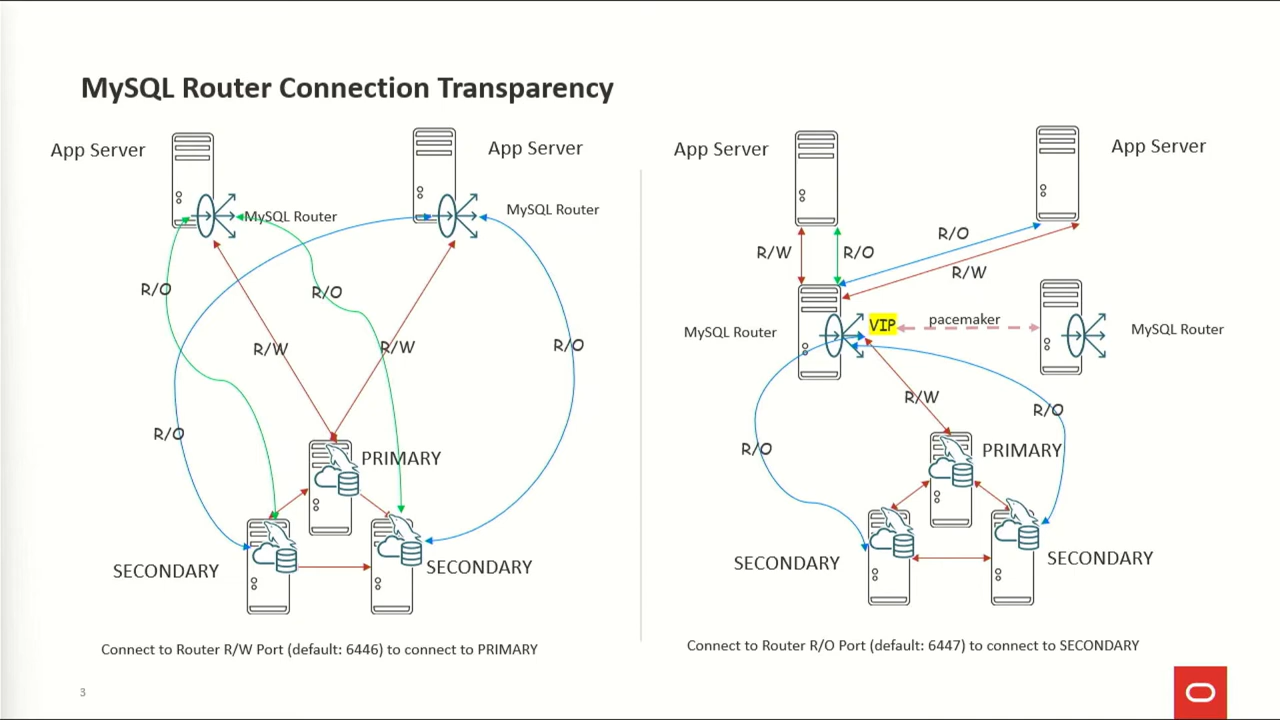 MySQL Router Connection Transparency
App Server
App Server
MySQL Router
MySQL Router
R/O
R/O
R/W
R/W
R/O
R/O
PRIMARY
SECONDARY
SECONDARY
Connect to Router R/W Port (default: 6446) to connect to PRIMARY
App Server
App Server
R/W
R/O
R/O
R/W
MySQL Router
VIP
pacemaker
MySQL Router
R/W
R/O
R/O
PRIMARY
SECONDARY
SECONDARY
Connect to Router R/O Port (default: 6447) to connect to SECONDARY
3